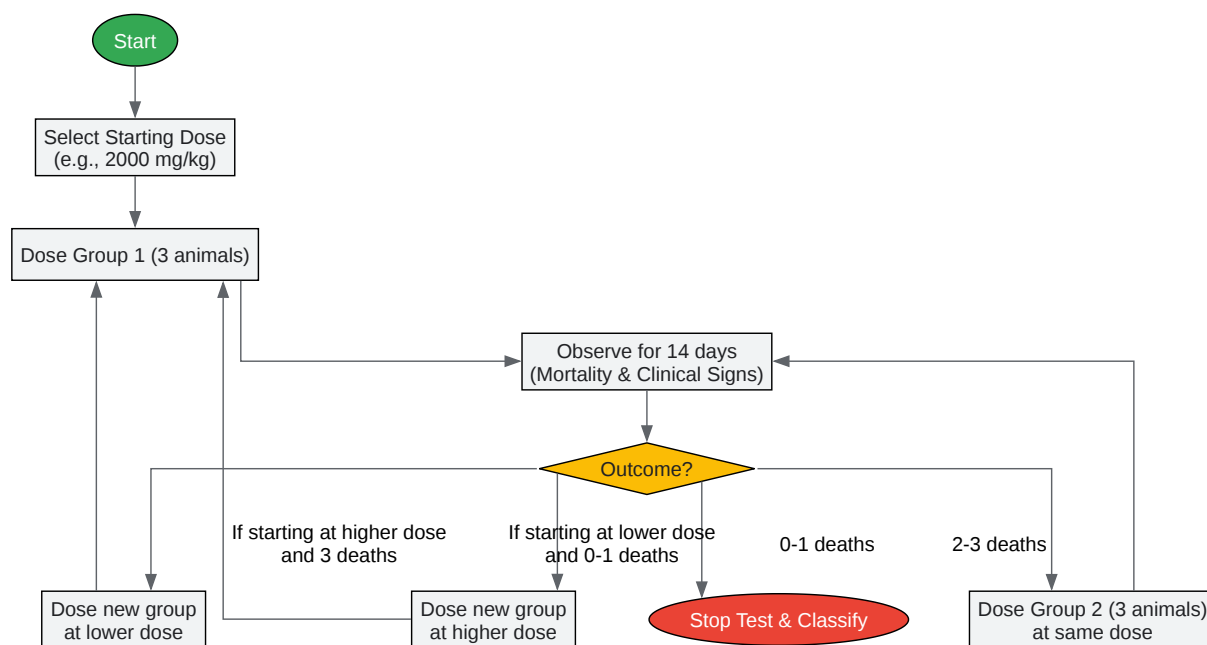 Start
Select Starting Dose
(e.g., 2000 mg/kg)
Dose Group 1 (3 animals)
Observe for 14 days
(Mortality & Clinical Signs)
Outcome?
If starting at higher dose
and 3 deaths
If starting at lower dose
and 0-1 deaths
0-1 deaths
2-3 deaths
Dose new group
at lower dose
Dose new group
at higher dose
Stop Test & Classify
Dose Group 2 (3 animals)
at same dose